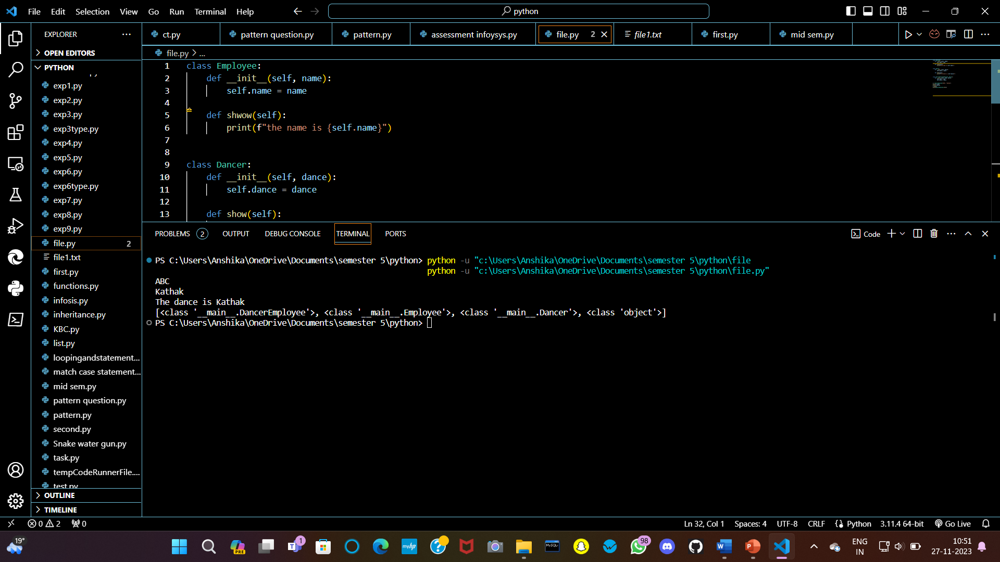 File Edit Selection View Go Run Terminal Help
python
EXPLORER
OPEN EDITORS
PYTHON
exp1.py
exp2.py
exp3.py
exp3type.py
exp4.py
exp5.py
exp6.py
exp6type.py
exp7.py
exp8.py
exp9.py
file.py 2
file1.txt
first.py
functions.py
infosis.py
inheritance.py
KBC.py
list.py
loopingandstatement...
match case statement...
mid sem.py
pattern question.py
pattern.py
second.py
Snake water gun.py
task.py
tempCodeRunnerFile....
test.py
OUTLINE
TIMELINE
ct.py pattern question.py pattern.py assessment infoysys.py file.py 2 file1.txt first.py mid sem.py
file.py > ...
1 class Employee:
2 def __init__(self, name):
3 self.name = name
4
5 def shwow(self):
6 print(f"the name is {self.name}")
7
8
9 class Dancer:
10 def __init__(self, dance):
11 self.dance = dance
12
13 def show(self):
PROBLEMS 2 OUTPUT DEBUG CONSOLE TERMINAL PORTS
Code
PS C:\Users\Anshika\OneDrive\Documents\semester 5\python> python -u "c:\Users\Anshika\OneDrive\Documents\semester 5\python\file
python -u "c:\Users\Anshika\OneDrive\Documents\semester 5\python\file.py"
ABC
Kathak
The dance is Kathak
[<class '__main__.DancerEmployee'>, <class '__main__.Employee'>, <class '__main__.Dancer'>, <class 'object'>]
PS C:\Users\Anshika\OneDrive\Documents\semester 5\python>
0 2 0
Ln 32, Col 1 Spaces: 4 UTF-8 CRLF Python 3.11.4 64-bit Go Live
19°
PRE
1
myhp
MySQL
98
ENG
IN
10:51
27-11-2023